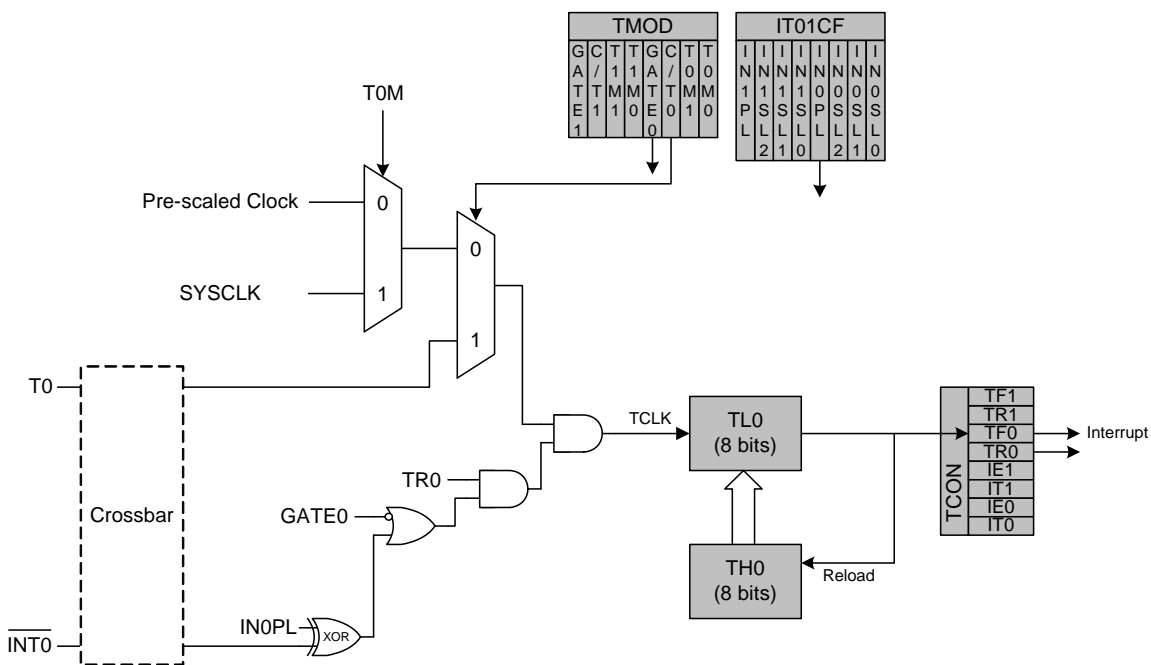 TMOD
GATE1
C/T1
T1M1
T1M0
GATE0
C/T0
T0M1
T0M0
IT01CF
IN1PL
IN1SL2
IN1SL1
IN1SL0
IN0PL
IN0SL2
IN0SL1
IN0SL0
T0M
Pre-scaled Clock
0
SYSCLK
1
0
1
T0
Crossbar
INT0
TR0
GATE0
IN0PL
XOR
TCLK
TL0
(8 bits)
TH0
(8 bits)
Reload
TCON
TF1
TR1
TF0
TR0
IE1
IT1
IE0
IT0
Interrupt